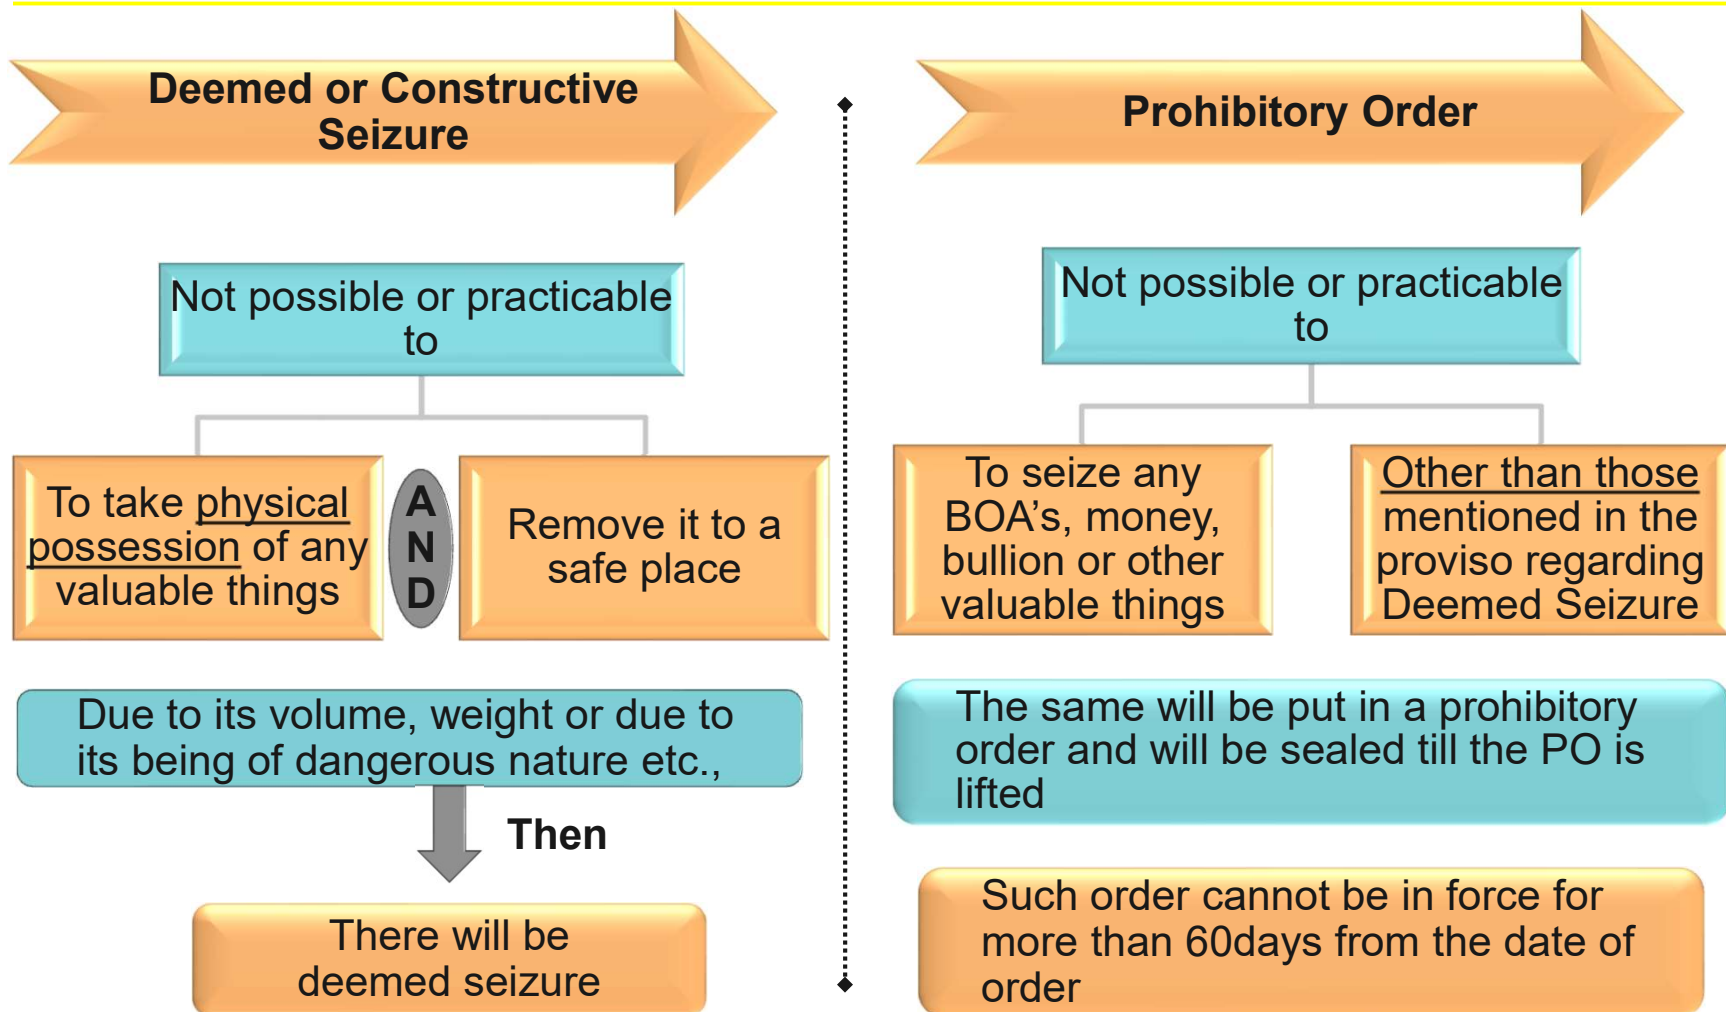 Deemed or Constructive
Seizure
Not possible or practicable
to
To take physical
possession of any
valuable things
A
N
D
Remove it to a
safe place
Due to its volume, weight or due to
its being of dangerous nature etc.,
Then
There will be
deemed seizure
Prohibitory Order
Not possible or practicable
to
To seize any
BOA's, money,
bullion or other
valuable things
Other than those
mentioned in the
proviso regarding
Deemed Seizure
The same will be put in a prohibitory
order and will be sealed till the PO is
lifted
Such order cannot be in force for
more than 60days from the date of
order